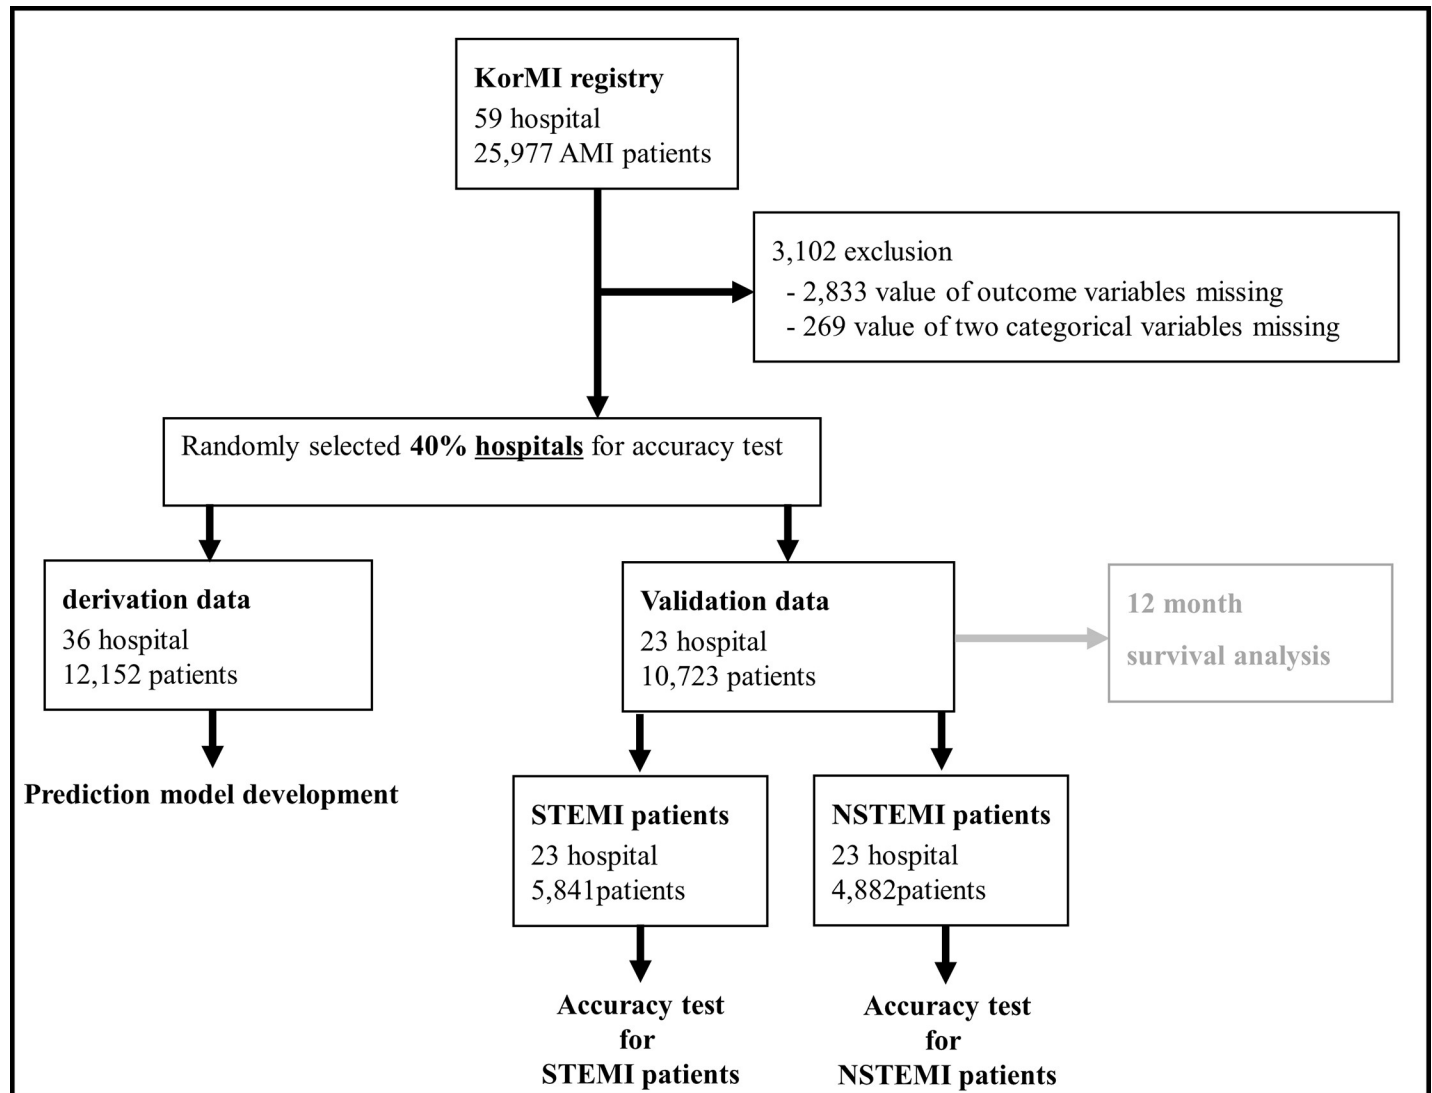 KorMI registry
59 hospital
25,977 AMI patients
3,102 exclusion
- 2,833 value of outcome variables missing
- 269 value of two categorical variables missing
Randomly selected 40% hospitals for accuracy test
derivation data
36 hospital
12,152 patients
Prediction model development
Validation data
23 hospital
10,723 patients
12 month
survival analysis
STEMI patients
23 hospital
5,841patients
Accuracy test
for
STEMI patients
NSTEMI patients
23 hospital
4,882patients
Accuracy test
for
NSTEMI patients